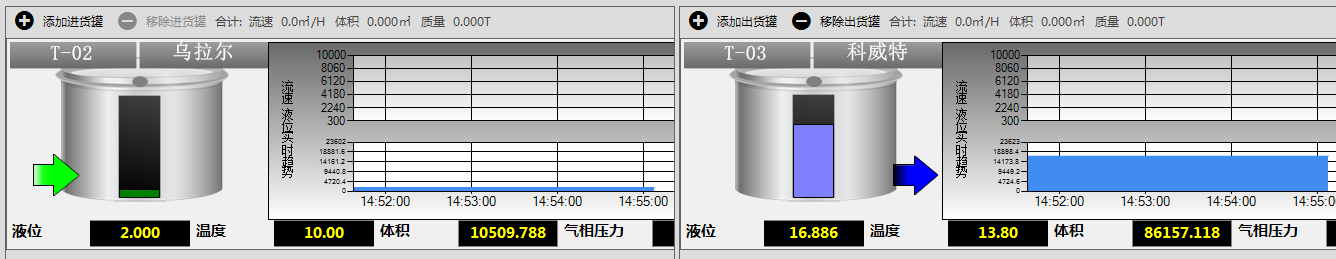 添加进货罐 移除进货罐 合计: 流速 0.0㎥/H 体积 0.000㎥ 质量 0.000T
T-02 乌拉尔
流速 液位实时趋势
10000
8060
6120
4180
2240
300
23602
18881.6
14161.2
9440.8
4720.4
0
14:52:00 14:53:00 14:54:00 14:55:00
液位 2.000 温度 10.00 体积 10509.788 气相压力
添加出货罐 移除出货罐 合计: 流速 0.0㎥/H 体积 0.000㎥ 质量 0.000T
T-03 科威特
流速 液位实时趋势
10000
8060
6120
4180
2240
300
23623
18898.4
14173.8
9449.2
4724.6
0
14:52:00 14:53:00 14:54:00 14:55:00
液位 16.886 温度 13.80 体积 86157.118 气相压力